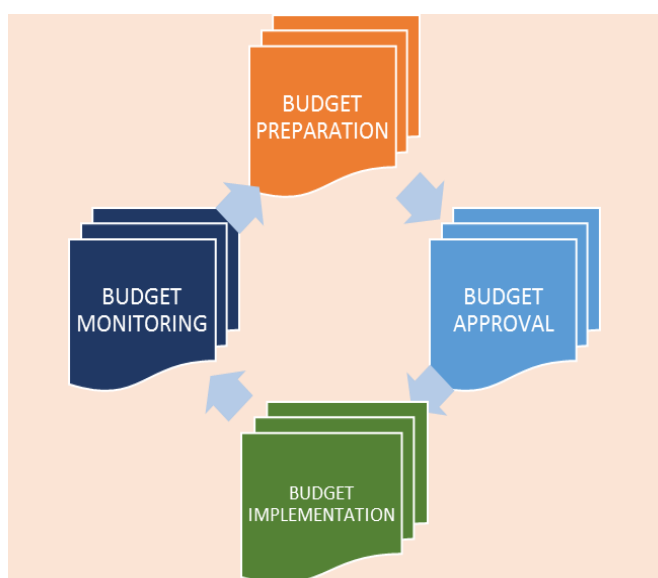 BUDGET
PREPARATION
BUDGET
APPROVAL
BUDGET
IMPLEMENTATION
BUDGET
MONITORING